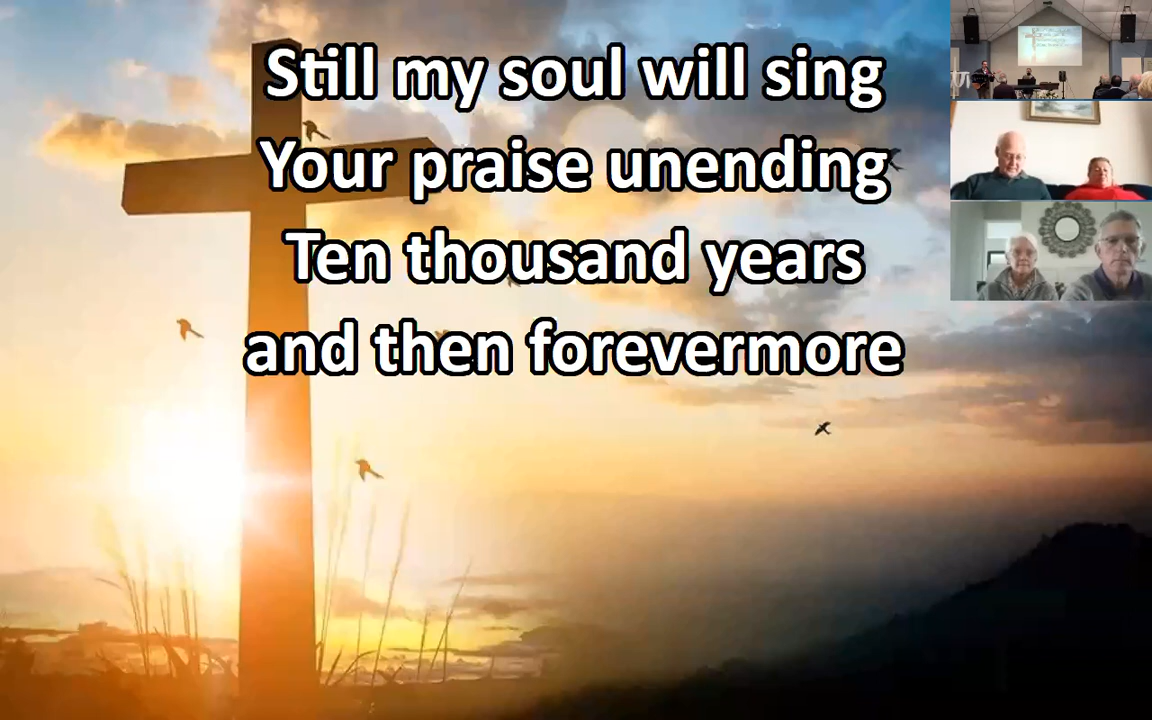 Still my soul will sing
Your praise unending
Ten thousand years
and then forevermore